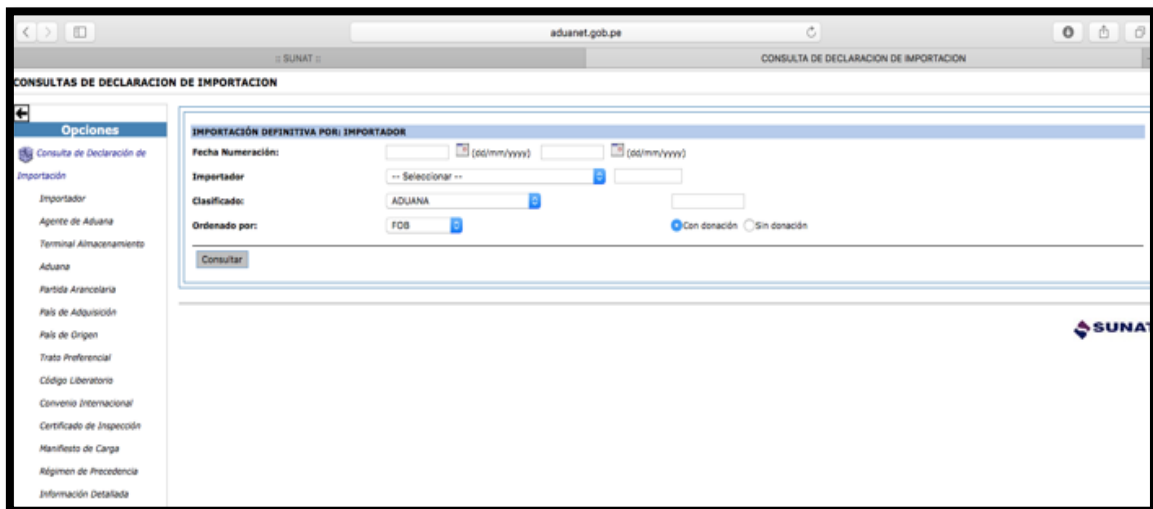 aduanet.gob.pe
:: SUNAT ::
CONSULTA DE DECLARACION DE IMPORTACION
CONSULTAS DE DECLARACION DE IMPORTACION
Opciones
Consulta de Declaración de
Importación
Importador
Agente de Aduana
Terminal Almacenamiento
Aduana
Partida Arancelaria
País de Adquisición
País de Origen
Trato Preferencial
Código Liberatorio
Convenio Internacional
Certificado de Inspección
Manifiesto de Carga
Régimen de Precedencia
Información Detallada
IMPORTACIÓN DEFINITIVA POR: IMPORTADOR
Fecha Numeración: (dd/mm/yyyy) (dd/mm/yyyy)
Importador -- Seleccionar --
Clasificado: ADUANA
Ordenado por: FOB Con donación Sin donación
Consultar
SUNAT